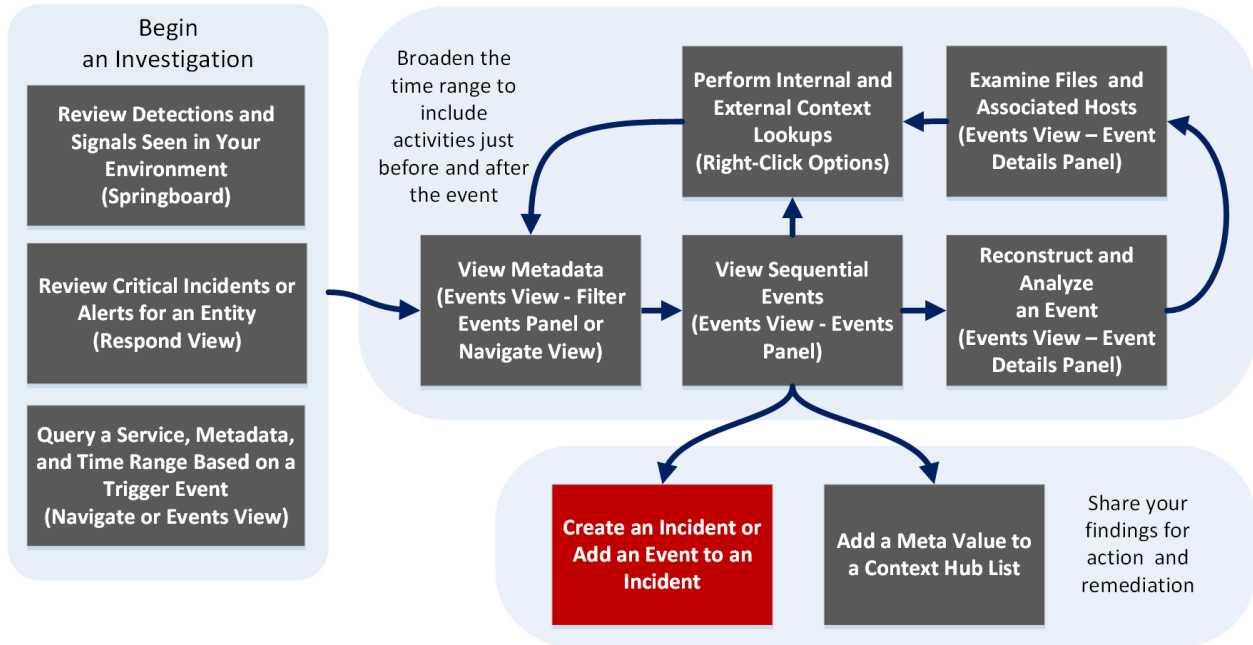 Begin
an Investigation
Review Detections and
Signals Seen in Your
Environment
(Springboard)
Review Critical Incidents or
Alerts for an Entity
(Respond View)
Query a Service, Metadata,
and Time Range Based on a
Trigger Event
(Navigate or Events View)
Broaden the
time range to
include
activities just
before and after
the event
Perform Internal and
External Context
Lookups
(Right-Click Options)
Examine Files and
Associated Hosts
(Events View – Event
Details Panel)
View Metadata
(Events View - Filter
Events Panel or
Navigate View)
View Sequential
Events
(Events View - Events
Panel)
Reconstruct and
Analyze
an Event
(Events View – Event
Details Panel)
Create an Incident or
Add an Event to an
Incident
Add a Meta Value to
a Context Hub List
Share your
findings for
action and
remediation